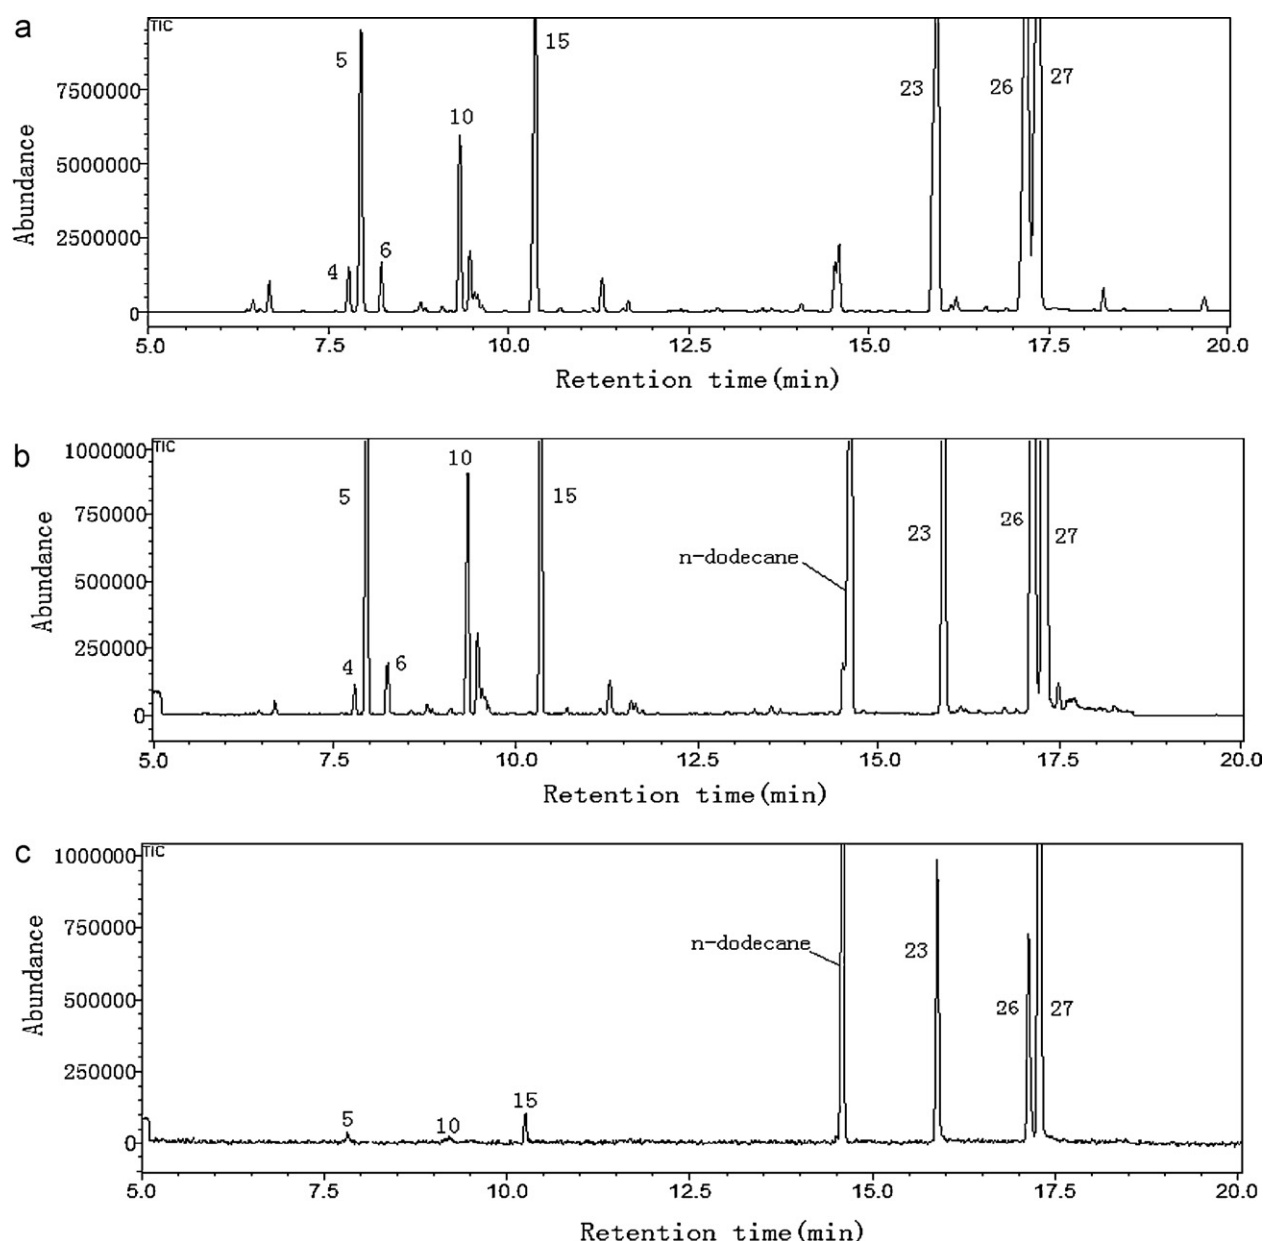 a
TIC
5
15
23
26
27
7500000
10
5000000
2500000
4
6
0
Abundance
5.0 7.5 10.0 12.5 15.0 17.5 20.0
Retention time(min)
b
1000000
TIC
5
10
15
23
26
27
750000
n-dodecane
500000
250000
4
6
0
Abundance
5.0 7.5 10.0 12.5 15.0 17.5 20.0
Retention time(min)
c
1000000
TIC
750000
n-dodecane
23
500000
26
27
250000
5
10
15
0
Abundance
5.0 7.5 10.0 12.5 15.0 17.5 20.0
Retention time(min)